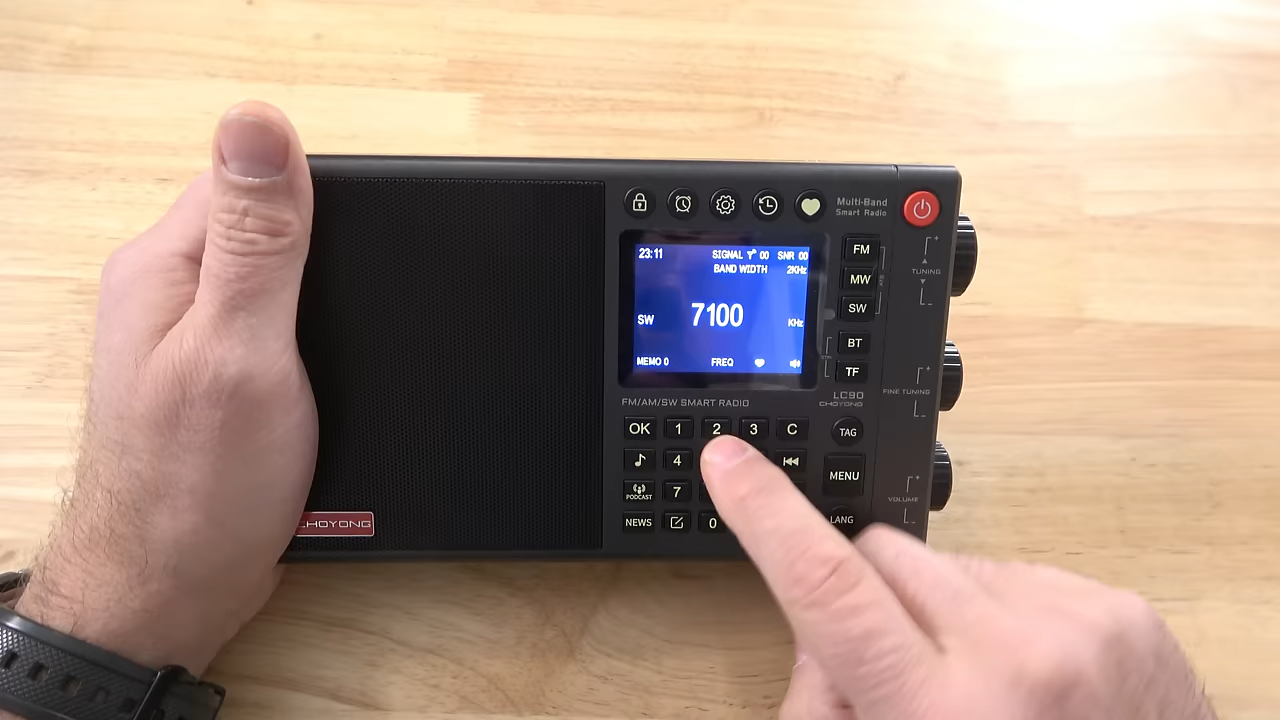 Multi-Band
Smart Radio
23:11 SIGNAL 00 SNR 00
BAND WIDTH 2KHz
SW 7100 KHz
MEMO 0 FREQ
FM
MW
SW
BT
TF
TUNING
FINE TUNING
VOLUME
LC90
CHOYONG
FM/AM/SW SMART RADIO
OK 1 2 3 C TAG
4 MENU
PODCAST 7
NEWS 0 LANG
CHOYONG